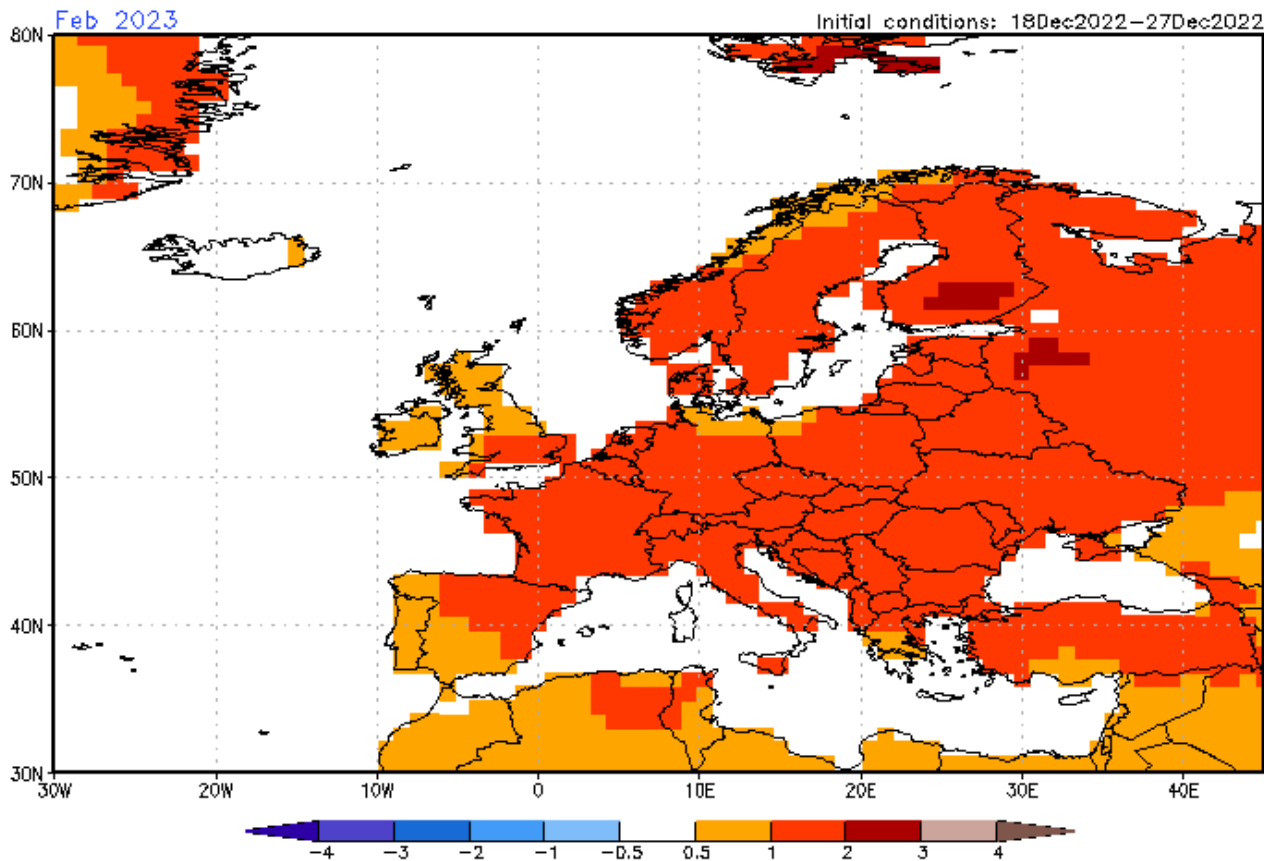 Feb 2023 Initial conditions: 18Dec2022-27Dec2022
80N
70N
60N
50N
40N
30N
30W 20W 10W 0 10E 20E 30E 40E
-4 -3 -2 -1 -0.5 0.5 1 2 3 4